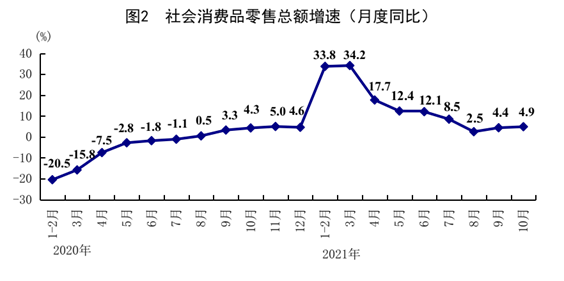 图2 社会消费品零售总额增速（月度同比）
(%)
40
30
20
10
0
-10
-20
-30
-20.5
-15.8
-7.5
-2.8
-1.8
-1.1
0.5
3.3
4.3
5.0
4.6
33.8
34.2
17.7
12.4
12.1
8.5
2.5
4.4
4.9
1-2月
3月
4月
5月
6月
7月
8月
9月
10月
11月
12月
1-2月
3月
4月
5月
6月
7月
8月
9月
10月
2020年
2021年